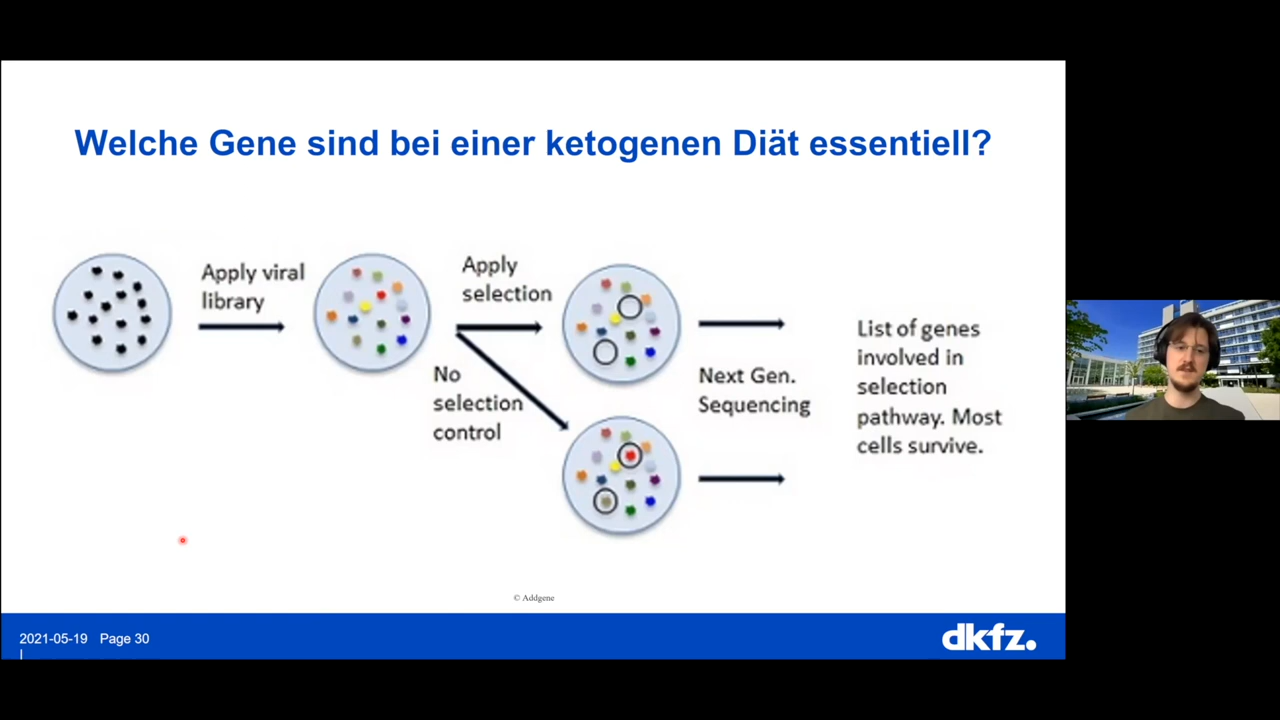 Welche Gene sind bei einer ketogenen Diät essentiell?
Apply viral
library
Apply
selection
No
selection
control
Next Gen.
Sequencing
List of genes
involved in
selection
pathway. Most
cells survive.
© Addgene
2021-05-19 Page 30
|
dkfz.